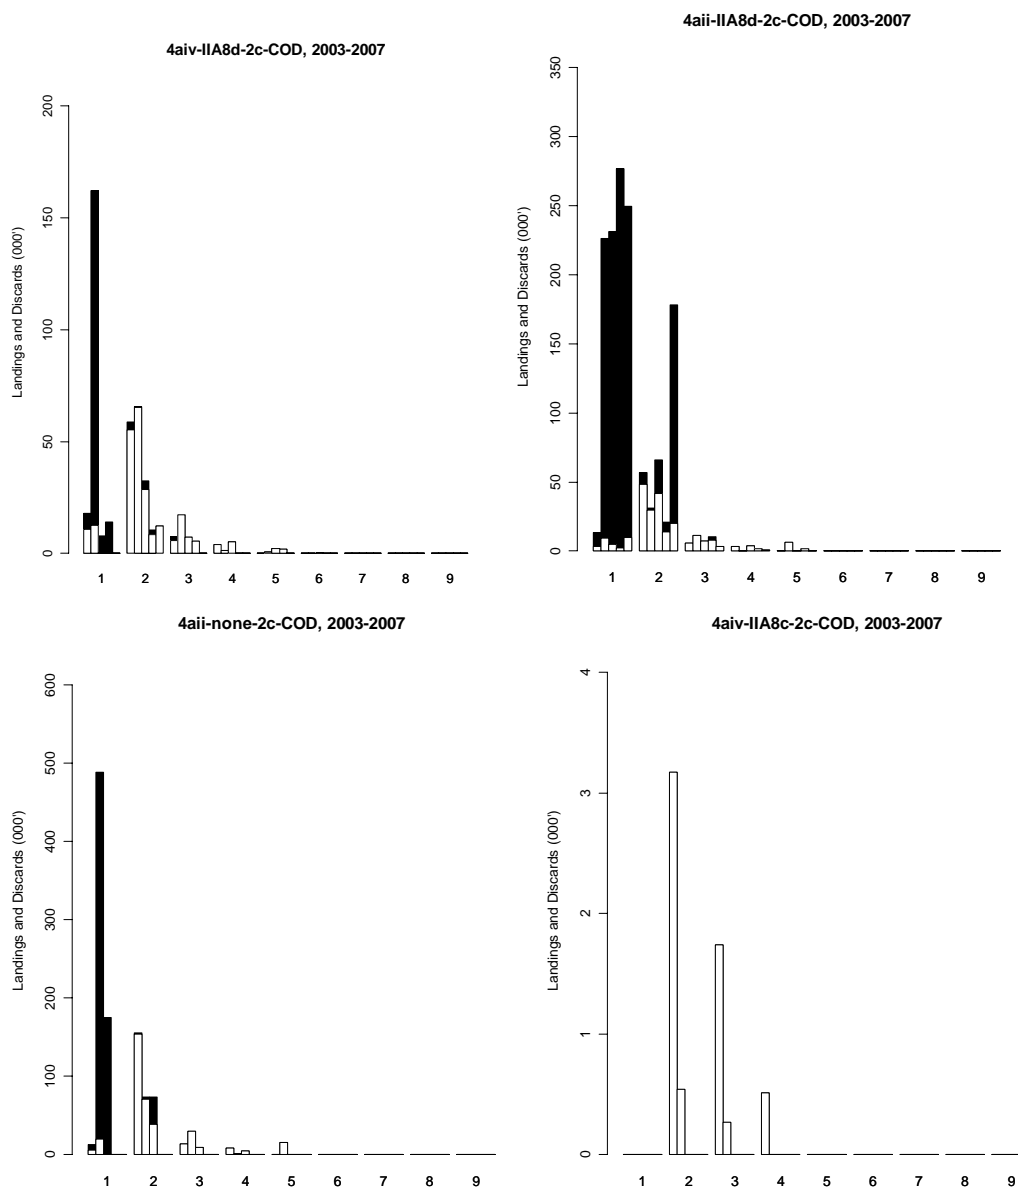 4aiv-IIA8d-2c-COD, 2003-2007
Landings and Discards (000')
200
150
100
50
0
1 2 3 4 5 6 7 8 9
4aii-IIA8d-2c-COD, 2003-2007
Landings and Discards (000')
350
300
250
200
150
100
50
0
1 2 3 4 5 6 7 8 9
4aii-none-2c-COD, 2003-2007
Landings and Discards (000')
600
500
400
300
200
100
0
1 2 3 4 5 6 7 8 9
4aiv-IIA8c-2c-COD, 2003-2007
Landings and Discards (000')
4
3
2
1
0
1 2 3 4 5 6 7 8 9